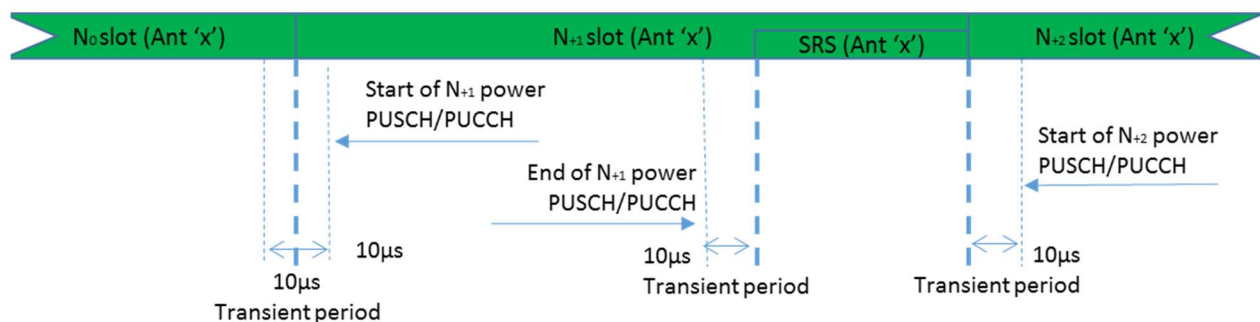 N₀ slot (Ant ‘x’)
N₊₁ slot (Ant ‘x’)
SRS (Ant ‘x’)
N₊₂ slot (Ant ‘x’)
Start of N₊₁ power
PUSCH/PUCCH
End of N₊₁ power
PUSCH/PUCCH
Start of N₊₂ power
PUSCH/PUCCH
10µs
10µs
Transient period
10µs
Transient period
10µs
Transient period